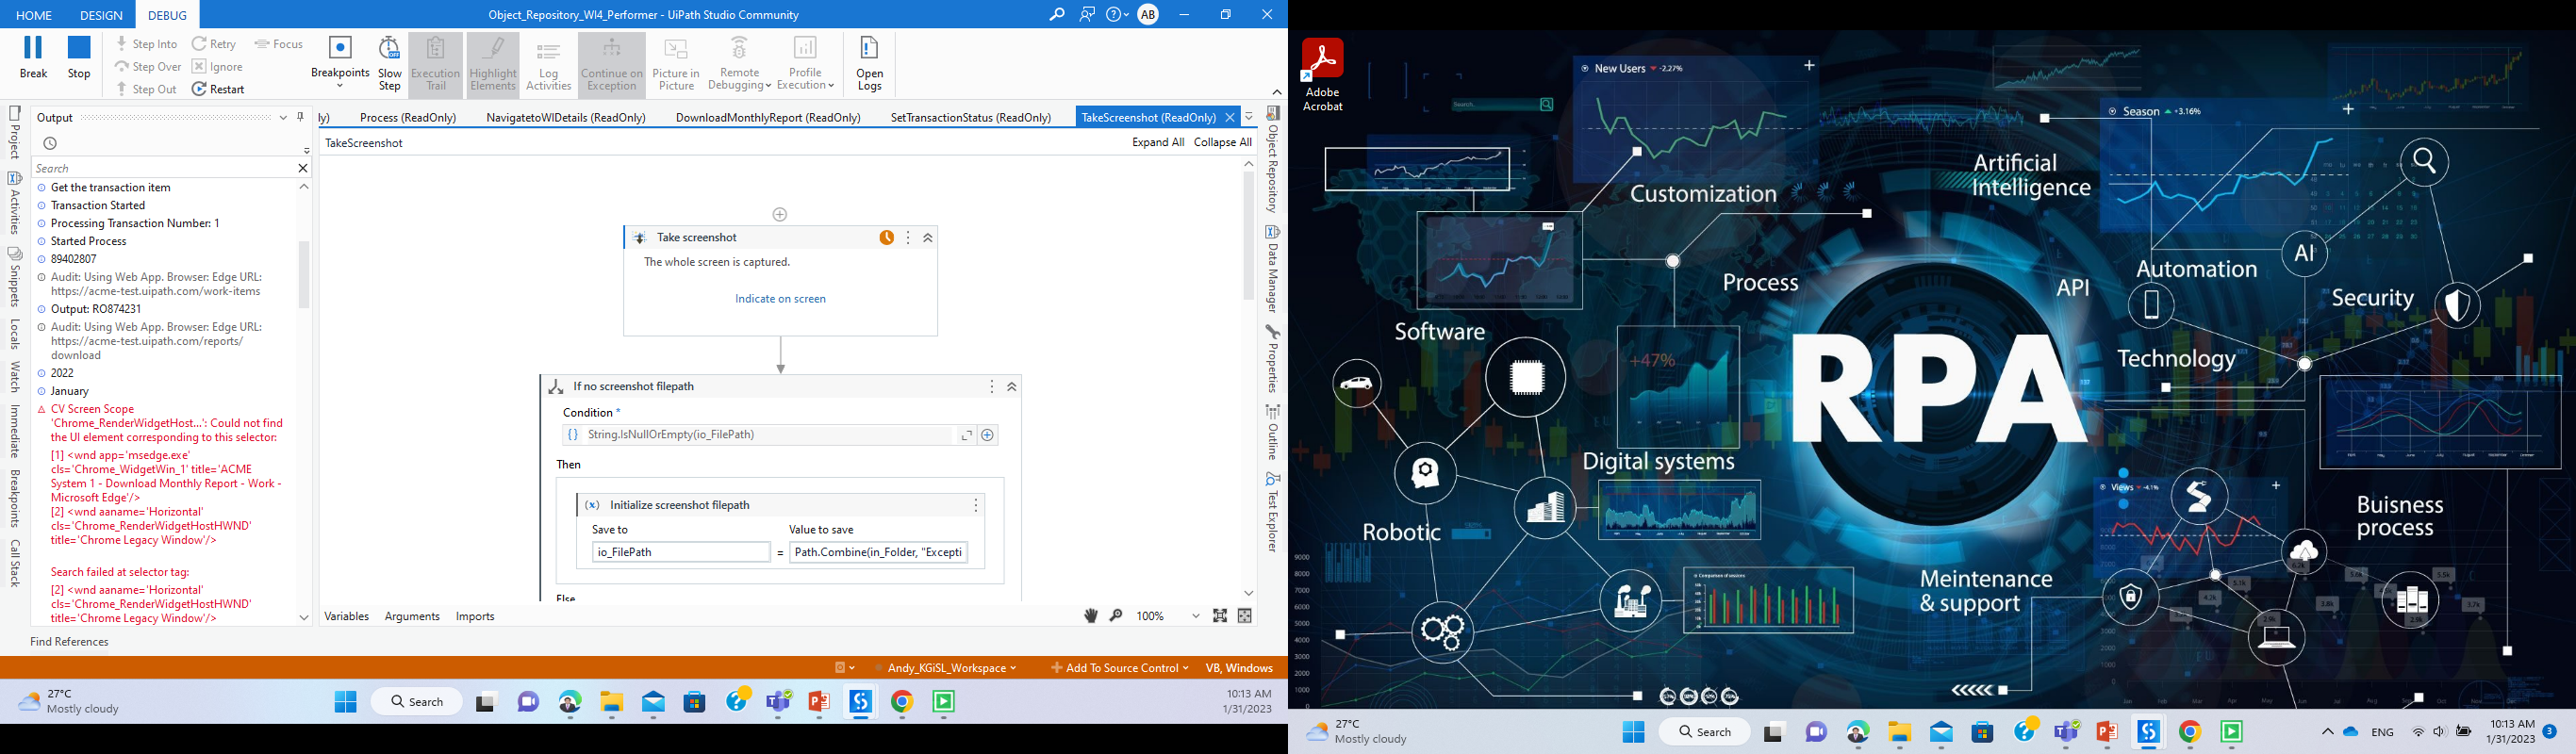 HOME DESIGN DEBUG
Object_Repository_WI4_Performer - UiPath Studio Community
AB
Break
Stop
Step Into
Step Over
Step Out
Retry
Ignore
Restart
Focus
Breakpoints
Slow Step
Execution Trail
Highlight Elements
Log Activities
Continue on Exception
Picture in Picture
Remote Debugging
Profile Execution
Open Logs
Project
Activities
Snippets
Locals
Watch
Immediate
Breakpoints
Call Stack
Output
Search
Get the transaction item
Transaction Started
Processing Transaction Number: 1
Started Process
89402807
Audit: Using Web App. Browser: Edge URL:
https://acme-test.uipath.com/work-items
Output: RO874231
Audit: Using Web App. Browser: Edge URL:
https://acme-test.uipath.com/reports/
download
2022
January
CV Screen Scope
'Chrome_RenderWidgetHost...': Could not find
the UI element corresponding to this selector:
[1] <wnd app='msedge.exe'
cls='Chrome_WidgetWin_1' title='ACME
System 1 - Download Monthly Report - Work -
Microsoft Edge'/>
[2] <wnd aaname='Horizontal'
cls='Chrome_RenderWidgetHostHWND'
title='Chrome Legacy Window'/>
Search failed at selector tag:
[2] <wnd aaname='Horizontal'
cls='Chrome_RenderWidgetHostHWND'
title='Chrome Legacy Window'/>
Find References
ly) Process (ReadOnly) NavigatetoWIDetails (ReadOnly) DownloadMonthlyReport (ReadOnly) SetTransactionStatus (ReadOnly) TakeScreenshot (ReadOnly)
TakeScreenshot
Expand All Collapse All
Take screenshot
The whole screen is captured.
Indicate on screen
If no screenshot filepath
Condition *
String.IsNullOrEmpty(io_FilePath)
Then
Initialize screenshot filepath
Save to Value to save
io_FilePath = Path.Combine(in_Folder, "Excepti
Else
Variables Arguments Imports
100%
Object Repository
Data Manager
Properties
Outline
Test Explorer
Andy_KGiSL_Workspace
Add To Source Control
VB, Windows
27°C
Mostly cloudy
Search
10:13 AM
1/31/2023
Adobe
Acrobat
New Users -2.27%
Season +3.16%
Customization
Artificial
Intelligence
AI
Process
API
Automation
Security
Software
+47%
RPA
Technology
Digital systems
Views -4.1%
Robotic
Buisness
process
Meintenance
& support
Comparison of sessions
9000
8000
7000
6000
5000
4000
3000
2000
1000
27°C
Mostly cloudy
Search
ENG
10:13 AM
1/31/2023
3